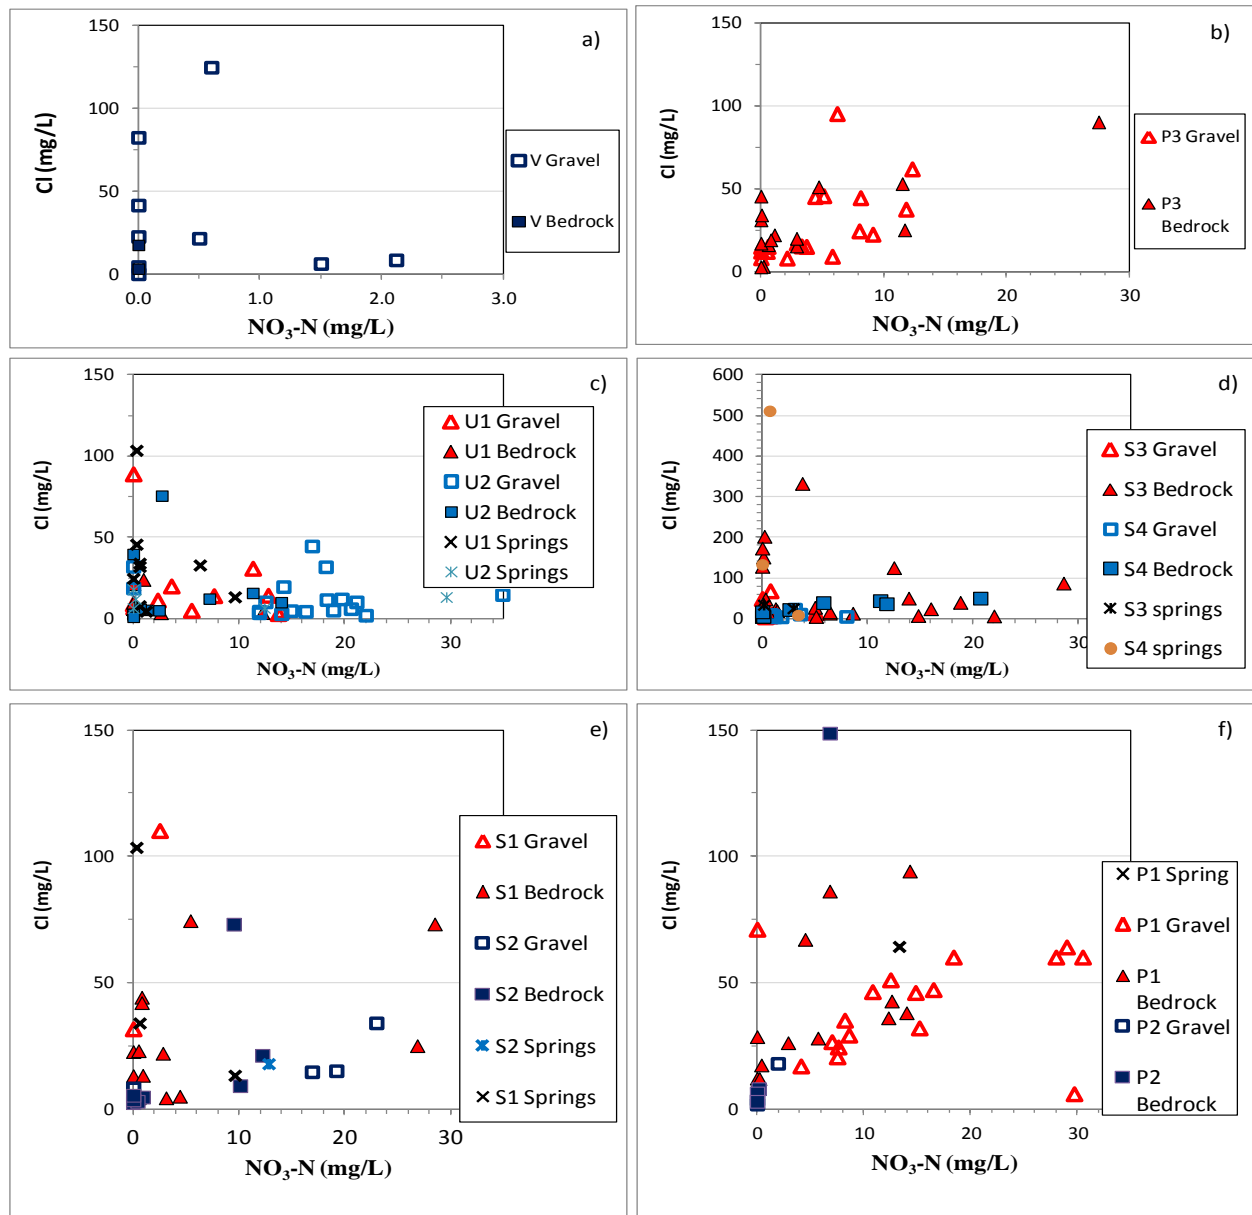 a)
150
100
50
0
Cl (mg/L)
0.0
1.0
2.0
3.0
NO₃-N (mg/L)
V Gravel
V Bedrock
b)
150
100
50
0
Cl (mg/L)
0
10
20
30
NO₃-N (mg/L)
P3 Gravel
P3
Bedrock
c)
150
100
50
0
Cl (mg/L)
0
10
20
30
NO₃-N (mg/L)
U1 Gravel
U1 Bedrock
U2 Gravel
U2 Bedrock
U1 Springs
U2 Springs
d)
600
500
400
300
200
100
0
Cl (mg/L)
0
10
20
30
NO₃-N (mg/L)
S3 Gravel
S3 Bedrock
S4 Gravel
S4 Bedrock
S3 springs
S4 springs
e)
150
100
50
0
Cl (mg/L)
0
10
20
30
NO₃-N (mg/L)
S1 Gravel
S1 Bedrock
S2 Gravel
S2 Bedrock
S2 Springs
S1 Springs
f)
150
100
50
0
Cl (mg/L)
0
10
20
30
NO₃-N (mg/L)
P1 Spring
P1 Gravel
P1
Bedrock
P2 Gravel
P2
Bedrock